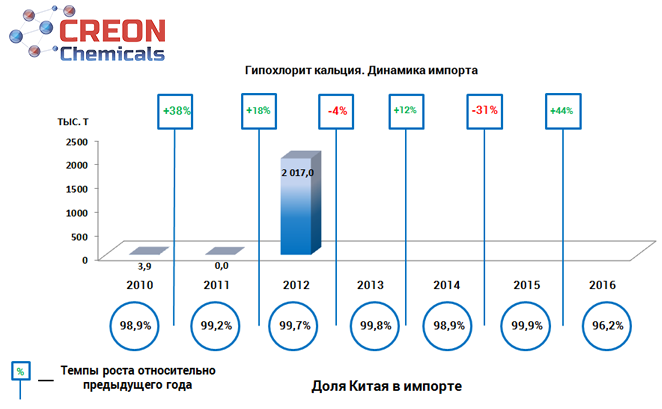 CREON
Chemicals
Гипохлорит кальция. Динамика импорта
+38% +18% -4% +12% -31% +44%
ТЫС. Т
2500
2000
1500
1000
500
0
2 017,0
3,9 0,0
2010 2011 2012 2013 2014 2015 2016
98,9% 99,2% 99,7% 99,8% 98,9% 99,9% 96,2%
% — Темпы роста относительно
предыдущего года
Доля Китая в импорте